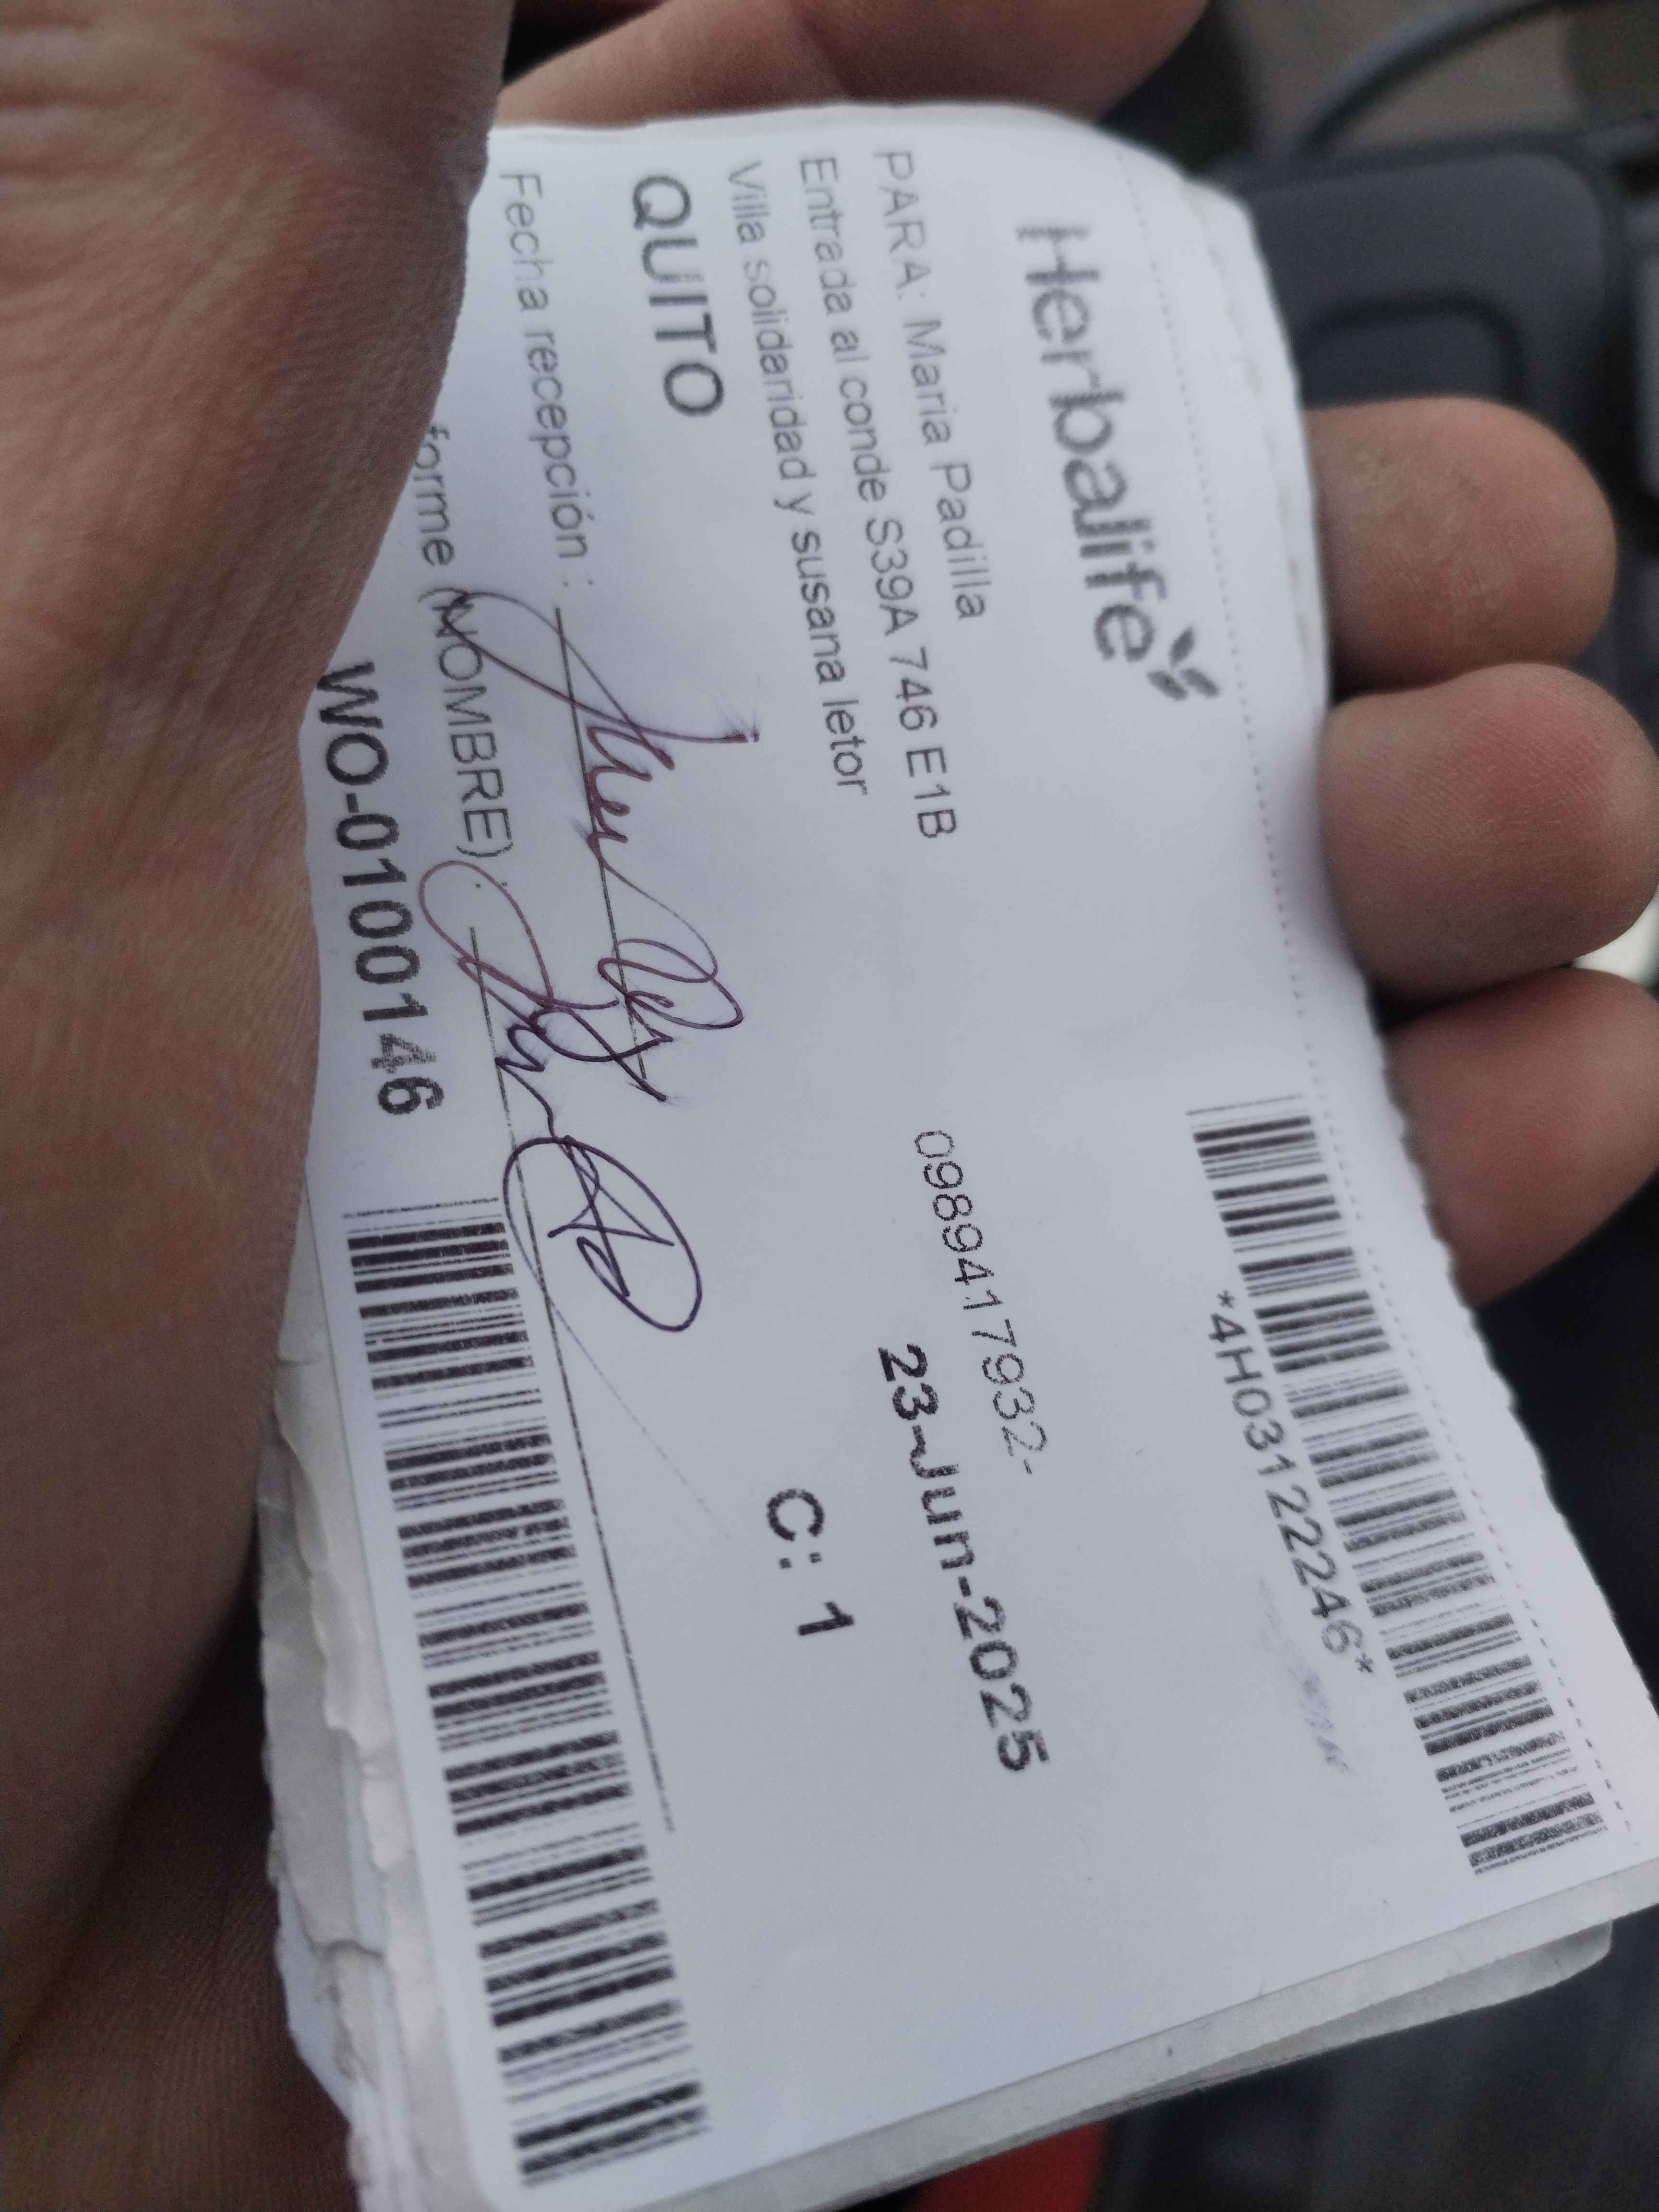 Herbalife
*4H03122246*
PARA: Maria Padilla
0989417932-
Entrada al conde S39A 746 E1B
23-Jun-2025
Villa solidaridad y susana letor
QUITO
C: 1
Fecha recepción :
forme (NOMBRE) :
WO-0100146